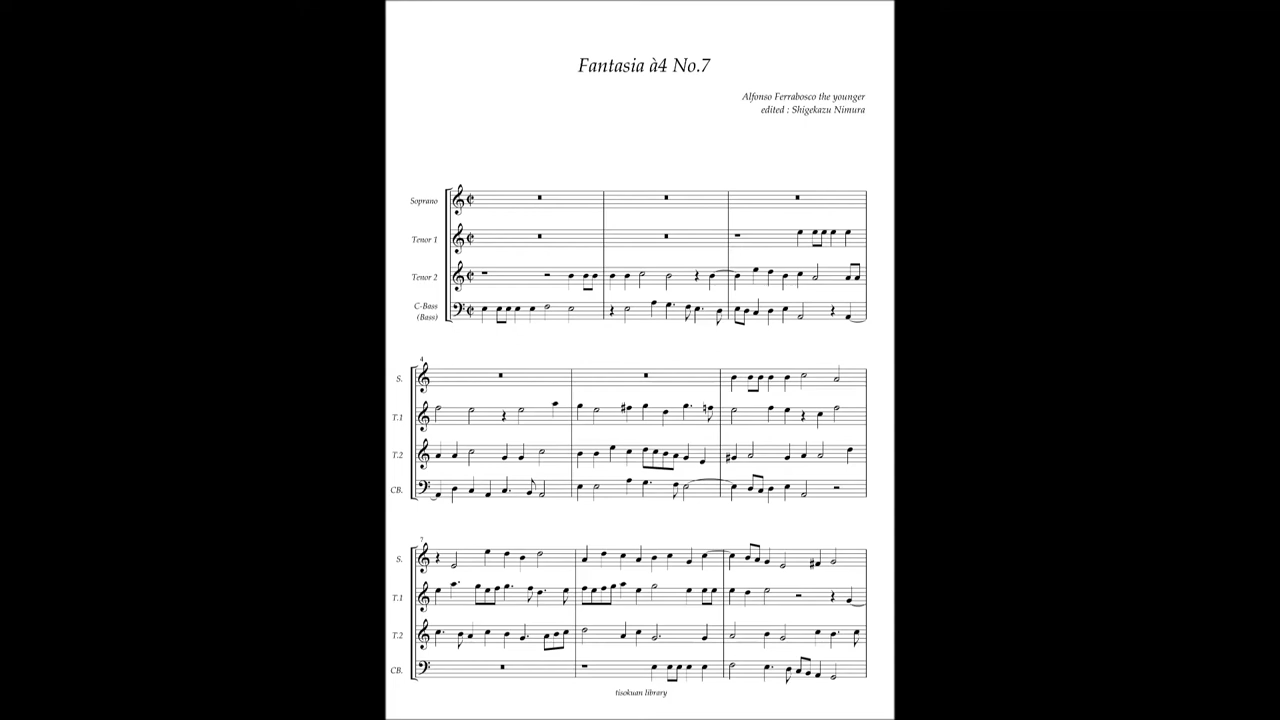 Fantasia à4 No.7
Alfonso Ferrabosco the younger
edited : Shigekazu Nimura
Soprano
Tenor 1
Tenor 2
C-Bass
(Bass)
4
S.
T.1
T.2
CB.
7
S.
T.1
T.2
CB.
tisokuan library